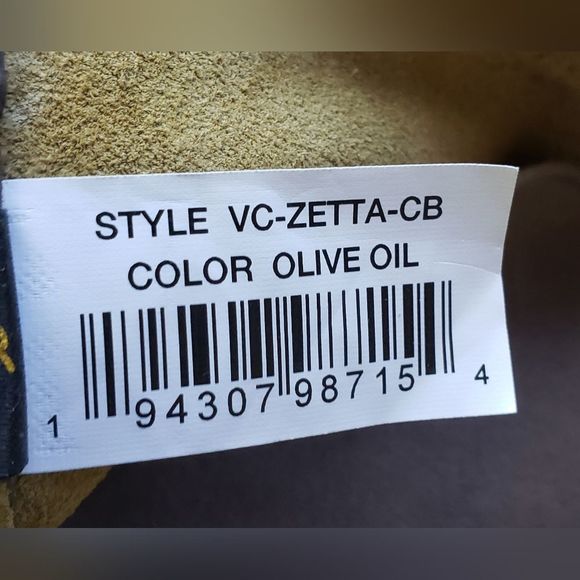 STYLE VC-ZETTA-CB
COLOR OLIVE OIL
1 94307 98715 4